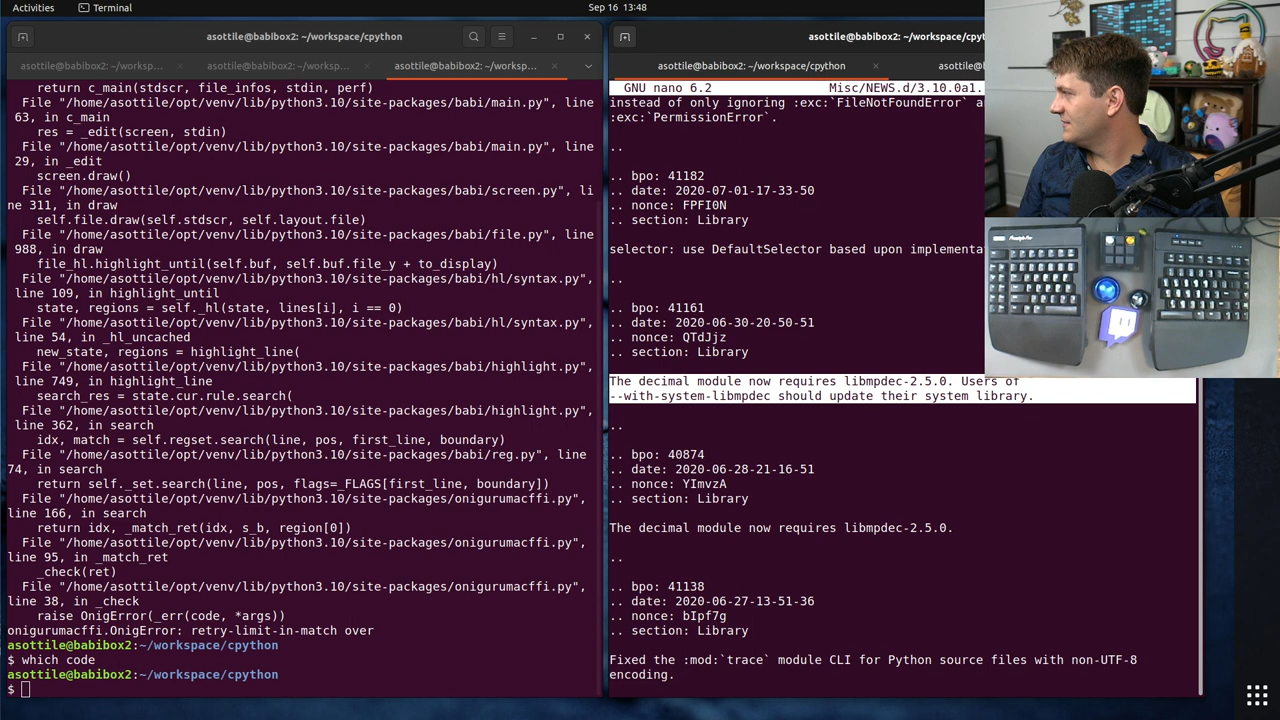 Activities
Terminal
Sep 16 13:48
asottile@babibox2: ~/workspace/cpython
asottile@babibox2: ~/worksp…
asottile@babibox2: ~/worksp…
asottile@babibox2: ~/worksp…
return c_main(stdscr, file_infos, stdin, perf)
File "/home/asottile/opt/venv/lib/python3.10/site-packages/babi/main.py", line
63, in c_main
res = _edit(screen, stdin)
File "/home/asottile/opt/venv/lib/python3.10/site-packages/babi/main.py", line
29, in _edit
screen.draw()
File "/home/asottile/opt/venv/lib/python3.10/site-packages/babi/screen.py", li
ne 311, in draw
self.file.draw(self.stdscr, self.layout.file)
File "/home/asottile/opt/venv/lib/python3.10/site-packages/babi/file.py", line
988, in draw
file_hl.highlight_until(self.buf, self.buf.file_y + to_display)
File "/home/asottile/opt/venv/lib/python3.10/site-packages/babi/hl/syntax.py",
line 109, in highlight_until
state, regions = self._hl(state, lines[i], i == 0)
File "/home/asottile/opt/venv/lib/python3.10/site-packages/babi/hl/syntax.py",
line 54, in _hl_uncached
new_state, regions = highlight_line(
File "/home/asottile/opt/venv/lib/python3.10/site-packages/babi/highlight.py",
line 749, in highlight_line
search_res = state.cur.rule.search(
File "/home/asottile/opt/venv/lib/python3.10/site-packages/babi/highlight.py",
line 362, in search
idx, match = self.regset.search(line, pos, first_line, boundary)
File "/home/asottile/opt/venv/lib/python3.10/site-packages/babi/reg.py", line
74, in search
return self._set.search(line, pos, flags=_FLAGS[first_line, boundary])
File "/home/asottile/opt/venv/lib/python3.10/site-packages/onigurumacffi.py",
line 166, in search
return idx, _match_ret(idx, s_b, region[0])
File "/home/asottile/opt/venv/lib/python3.10/site-packages/onigurumacffi.py",
line 95, in _match_ret
_check(ret)
File "/home/asottile/opt/venv/lib/python3.10/site-packages/onigurumacffi.py",
line 38, in _check
raise OnigError(_err(code, *args))
onigurumacffi.OnigError: retry-limit-in-match over
asottile@babibox2:~/workspace/cpython
$ which code
asottile@babibox2:~/workspace/cpython
$
asottile@babibox2: ~/workspace/cpyt
asottile@babibox2: ~/workspace/cpython
asottil
GNU nano 6.2 Misc/NEWS.d/3.10.0a1.
instead of only ignoring :exc:`FileNotFoundError` a
:exc:`PermissionError`.
..
.. bpo: 41182
.. date: 2020-07-01-17-33-50
.. nonce: FPFI0N
.. section: Library
selector: use DefaultSelector based upon implementa
..
.. bpo: 41161
.. date: 2020-06-30-20-50-51
.. nonce: QTdJjz
.. section: Library
The decimal module now requires libmpdec-2.5.0. Users of
--with-system-libmpdec should update their system library.
..
.. bpo: 40874
.. date: 2020-06-28-21-16-51
.. nonce: YImvzA
.. section: Library
The decimal module now requires libmpdec-2.5.0.
..
.. bpo: 41138
.. date: 2020-06-27-13-51-36
.. nonce: bIpf7g
.. section: Library
Fixed the :mod:`trace` module CLI for Python source files with non-UTF-8
encoding.